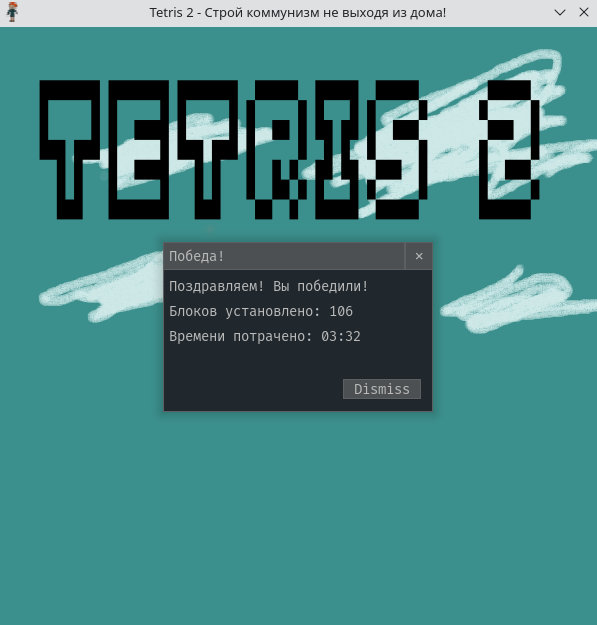 Tetris 2 - Строй коммунизм не выходя из дома!
TETRIS 2
Победа!
Поздравляем! Вы победили!
Блоков установлено: 106
Времени потрачено: 03:32
Dismiss